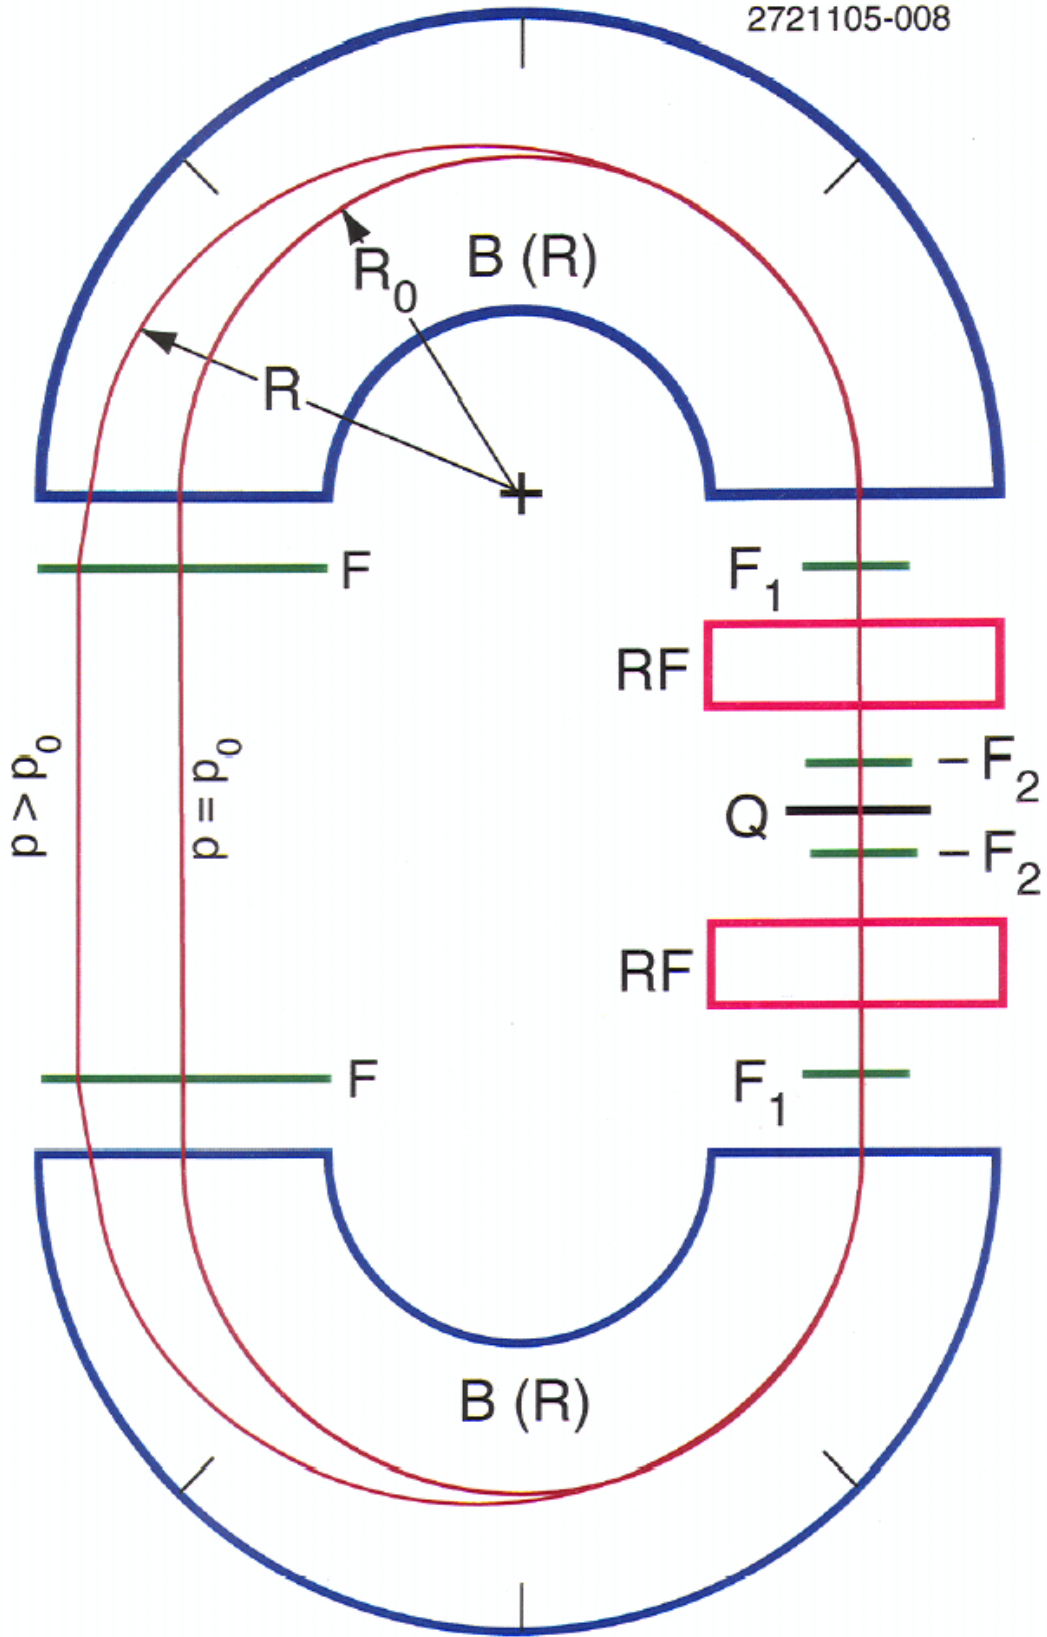 2721105-008
B (R)
R₀
R
F
F₁
RF
p > p₀
p = p₀
– F₂
Q
– F₂
RF
F
F₁
B (R)